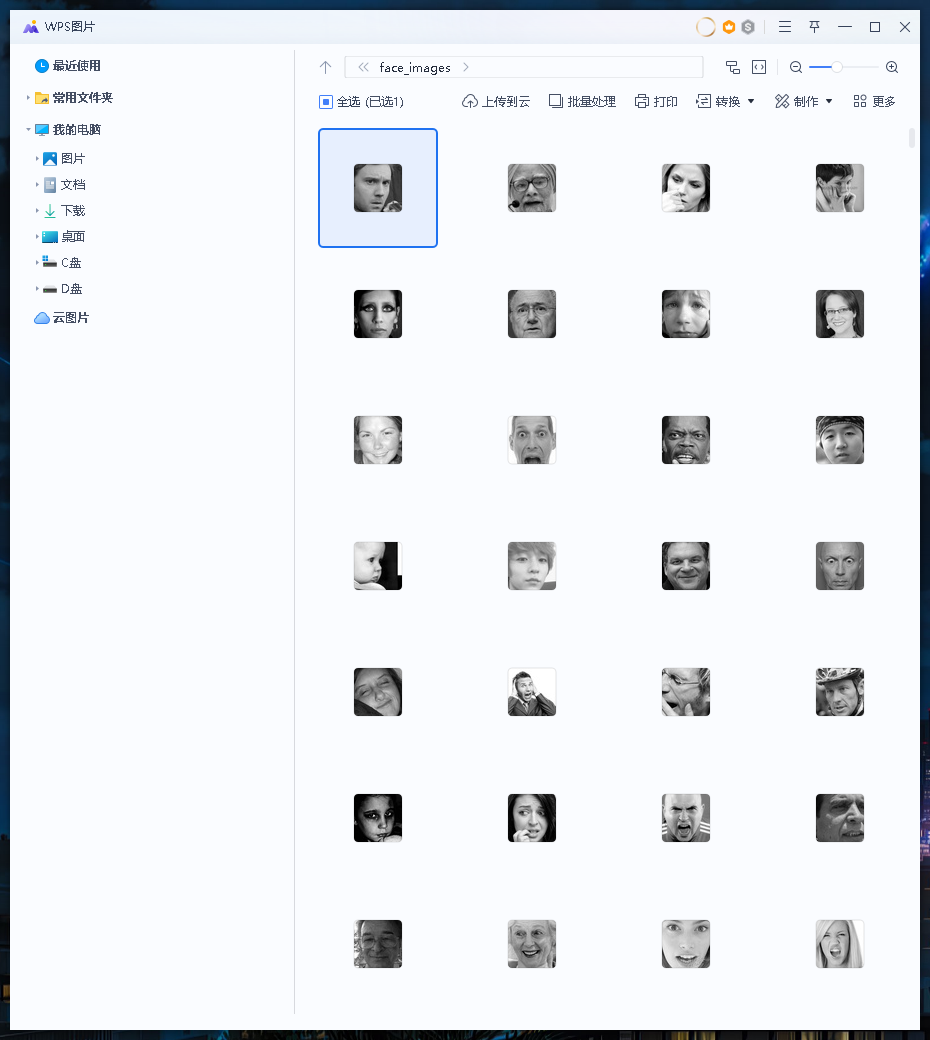 WPS图片
最近使用
常用文件夹
我的电脑
图片
文档
下载
桌面
C盘
D盘
云图片
face_images
全选 (已选1)
上传到云
批量处理
打印
转换
制作
更多